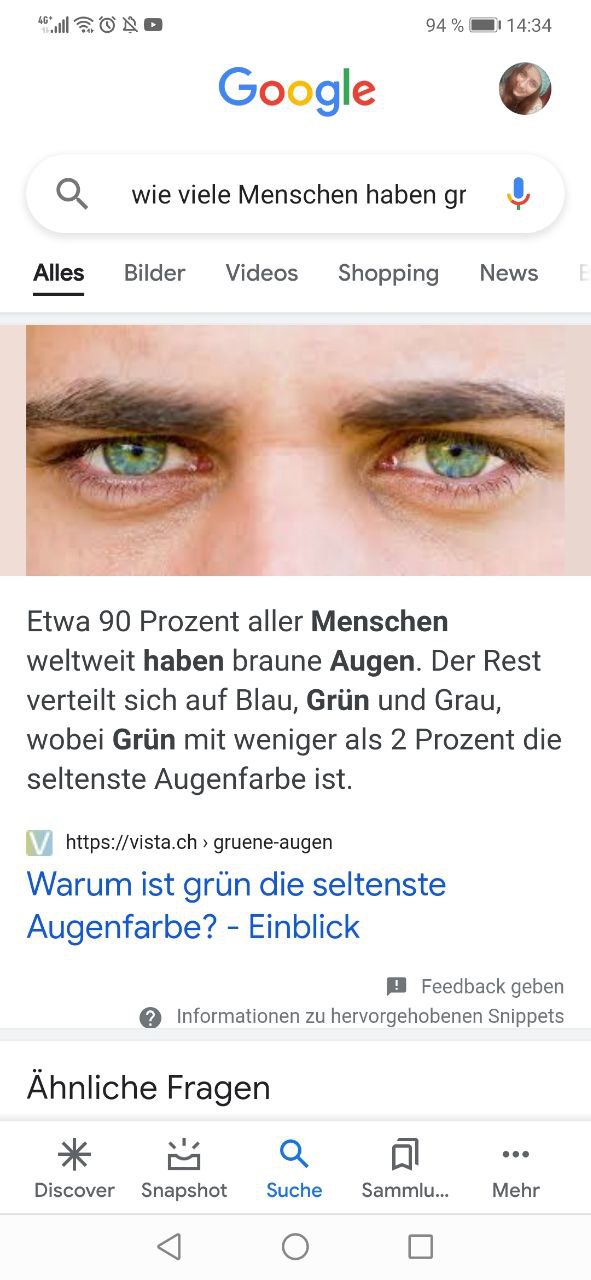 4G+ 94 % 14:34
Google
wie viele Menschen haben gr
Alles Bilder Videos Shopping News
Etwa 90 Prozent aller Menschen
weltweit haben braune Augen. Der Rest
verteilt sich auf Blau, Grün und Grau,
wobei Grün mit weniger als 2 Prozent die
seltenste Augenfarbe ist.
V https://vista.ch › gruene-augen
Warum ist grün die seltenste
Augenfarbe? - Einblick
Feedback geben
Informationen zu hervorgehobenen Snippets
Ähnliche Fragen
Discover Snapshot Suche Sammlu... Mehr